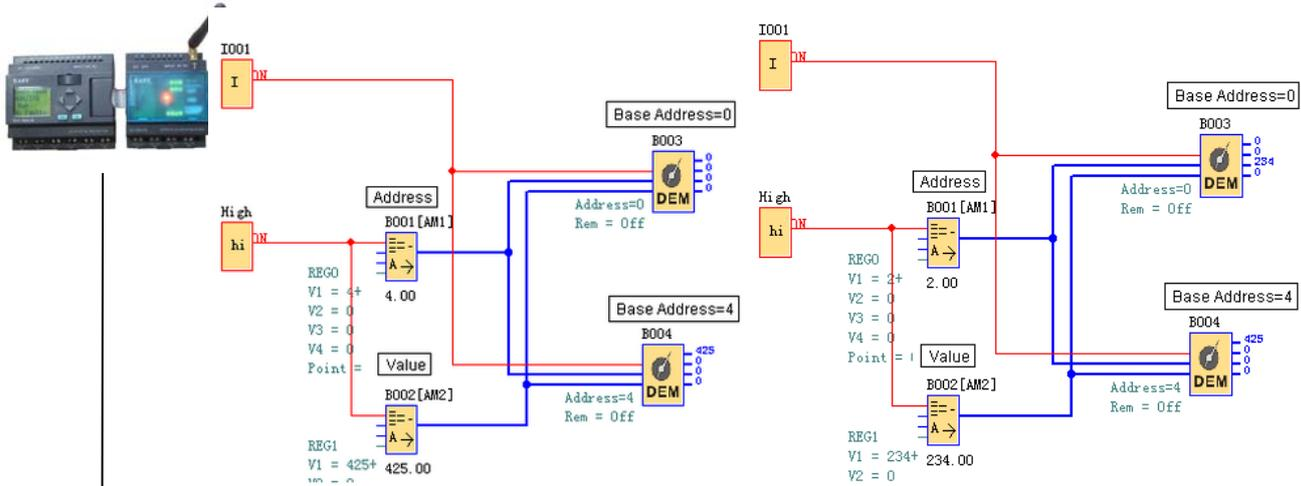 I001
I
N
Base Address=0
B003
0
0
0
0
DEM
Address=0
Rem = Off
Address
High
hi
N
B001[AM1]
A
REG0
V1 = 4+
V2 = 0
V3 = 0
V4 = 0
Point =
4.00
Base Address=4
B004
425
0
0
0
DEM
Address=4
Rem = Off
Value
B002[AM2]
A
REG1
V1 = 425+
425.00
I001
I
N
Base Address=0
B003
0
0
234
0
DEM
Address=0
Rem = Off
Address
High
hi
N
B001[AM1]
A
REG0
V1 = 2+
V2 = 0
V3 = 0
V4 = 0
Point =
2.00
Base Address=4
B004
425
0
0
0
DEM
Address=4
Rem = Off
Value
B002[AM2]
A
REG1
V1 = 234+
V2 = 0
234.00